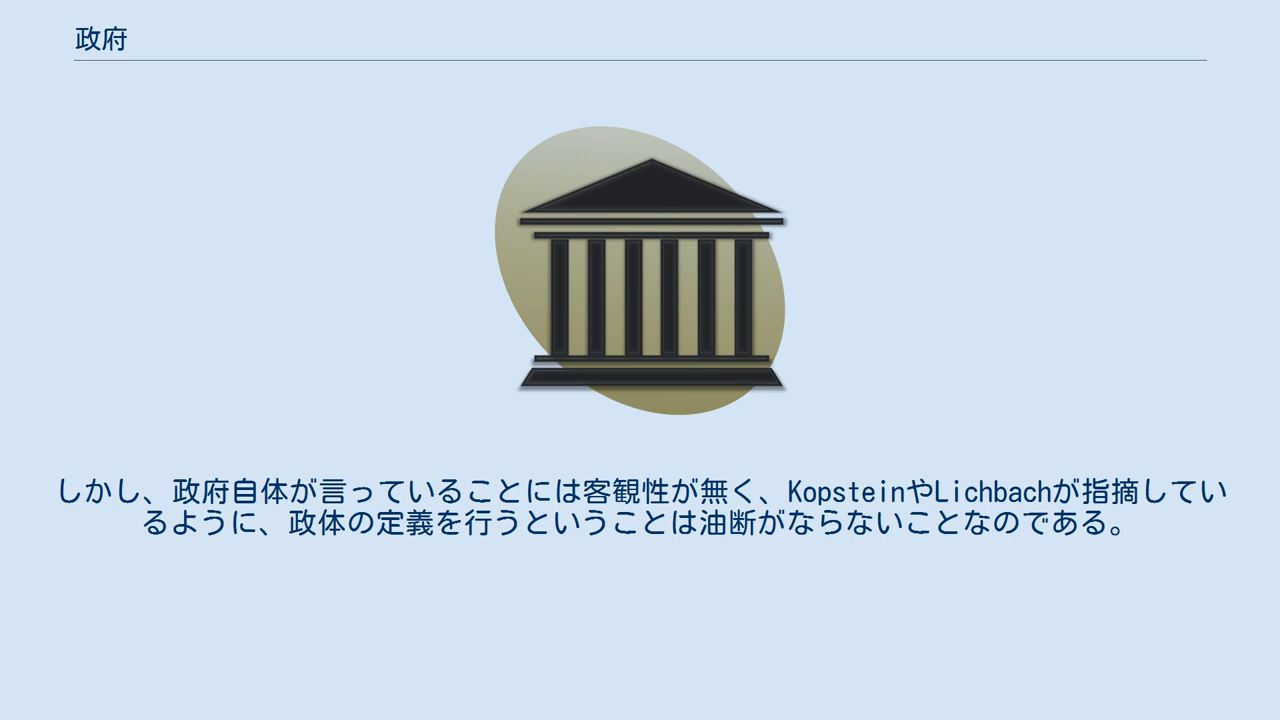 政府
しかし、政府自体が言っていることには客観性が無く、KopsteinやLichbachが指摘してい
るように、政体の定義を行うということは油断がならないことなのである。